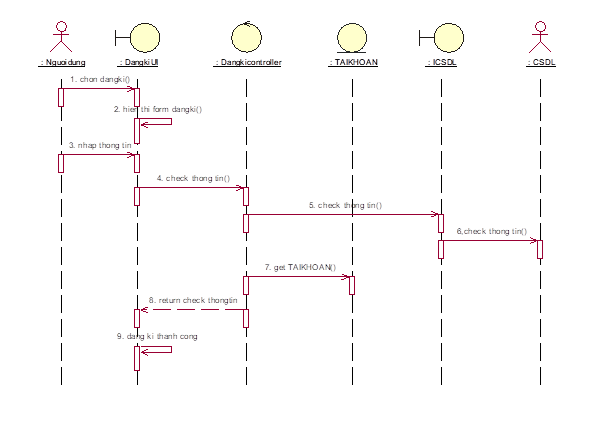 : Nguoidung
: DangkiUI
: Dangkicontroller
: TAIKHOAN
: ICSDL
: CSDL
1. chon dangki()
2. hien thi form dangki()
3. nhap thong tin
4. check thong tin()
5. check thong tin()
6,check thong tin()
7. get TAIKHOAN()
8. return check thongtin
9. dang ki thanh cong